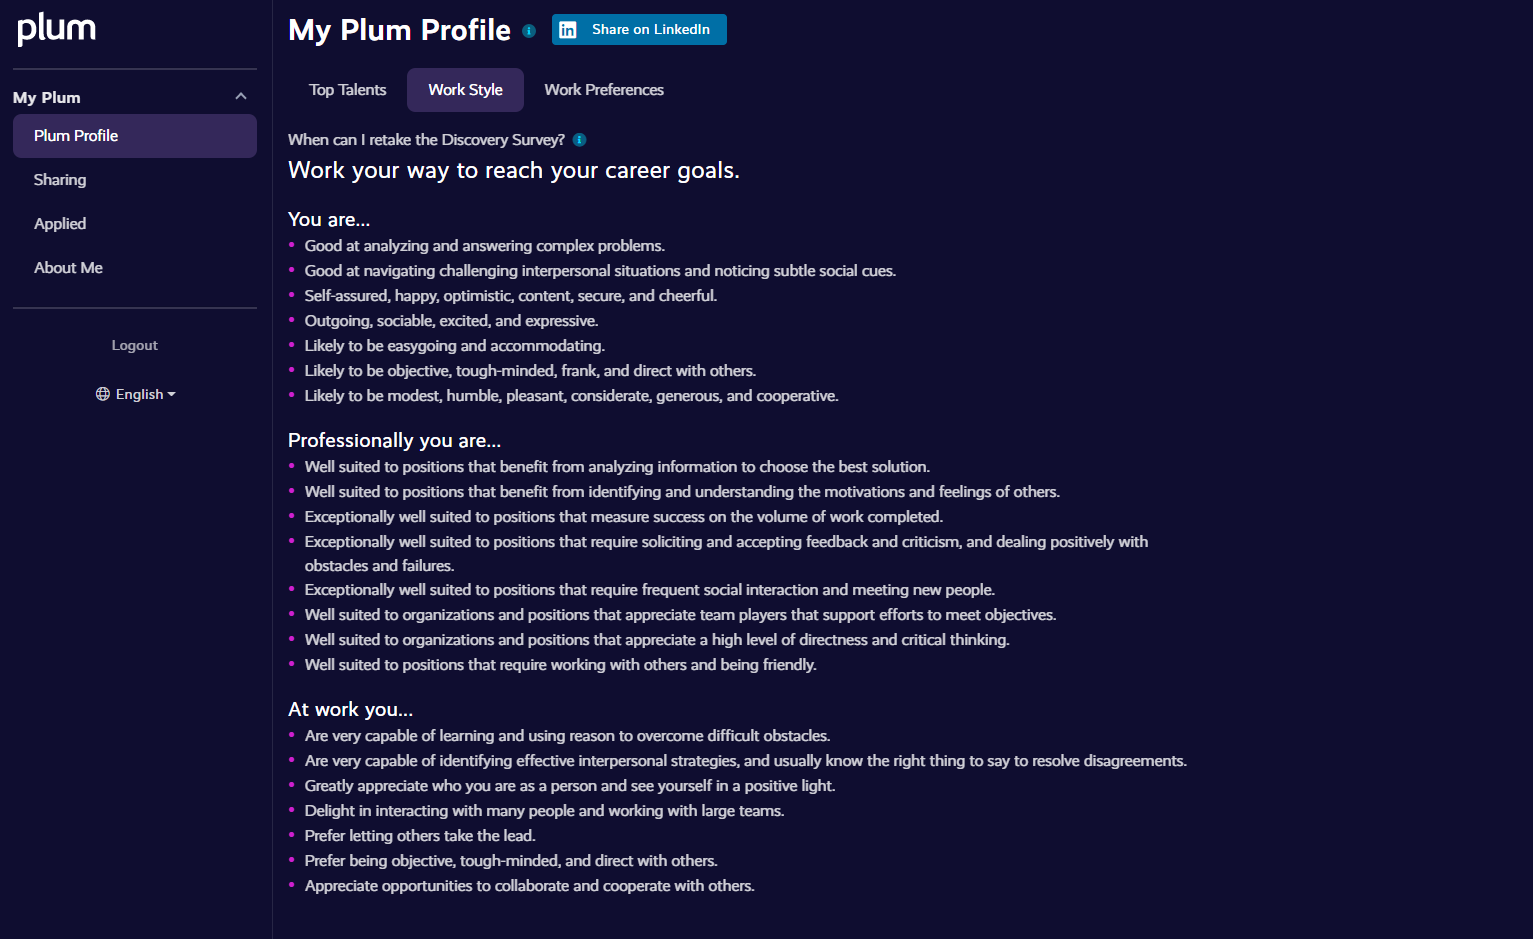 plum
My Plum
Plum Profile
Sharing
Applied
About Me
Logout
English
My Plum Profile
Share on LinkedIn
Top Talents
Work Style
Work Preferences
When can I retake the Discovery Survey?
Work your way to reach your career goals.
You are...
Good at analyzing and answering complex problems.
Good at navigating challenging interpersonal situations and noticing subtle social cues.
Self-assured, happy, optimistic, content, secure, and cheerful.
Outgoing, sociable, excited, and expressive.
Likely to be easygoing and accommodating.
Likely to be objective, tough-minded, frank, and direct with others.
Likely to be modest, humble, pleasant, considerate, generous, and cooperative.
Professionally you are...
Well suited to positions that benefit from analyzing information to choose the best solution.
Well suited to positions that benefit from identifying and understanding the motivations and feelings of others.
Exceptionally well suited to positions that measure success on the volume of work completed.
Exceptionally well suited to positions that require soliciting and accepting feedback and criticism, and dealing positively with
obstacles and failures.
Exceptionally well suited to positions that require frequent social interaction and meeting new people.
Well suited to organizations and positions that appreciate team players that support efforts to meet objectives.
Well suited to organizations and positions that appreciate a high level of directness and critical thinking.
Well suited to positions that require working with others and being friendly.
At work you...
Are very capable of learning and using reason to overcome difficult obstacles.
Are very capable of identifying effective interpersonal strategies, and usually know the right thing to say to resolve disagreements.
Greatly appreciate who you are as a person and see yourself in a positive light.
Delight in interacting with many people and working with large teams.
Prefer letting others take the lead.
Prefer being objective, tough-minded, and direct with others.
Appreciate opportunities to collaborate and cooperate with others.